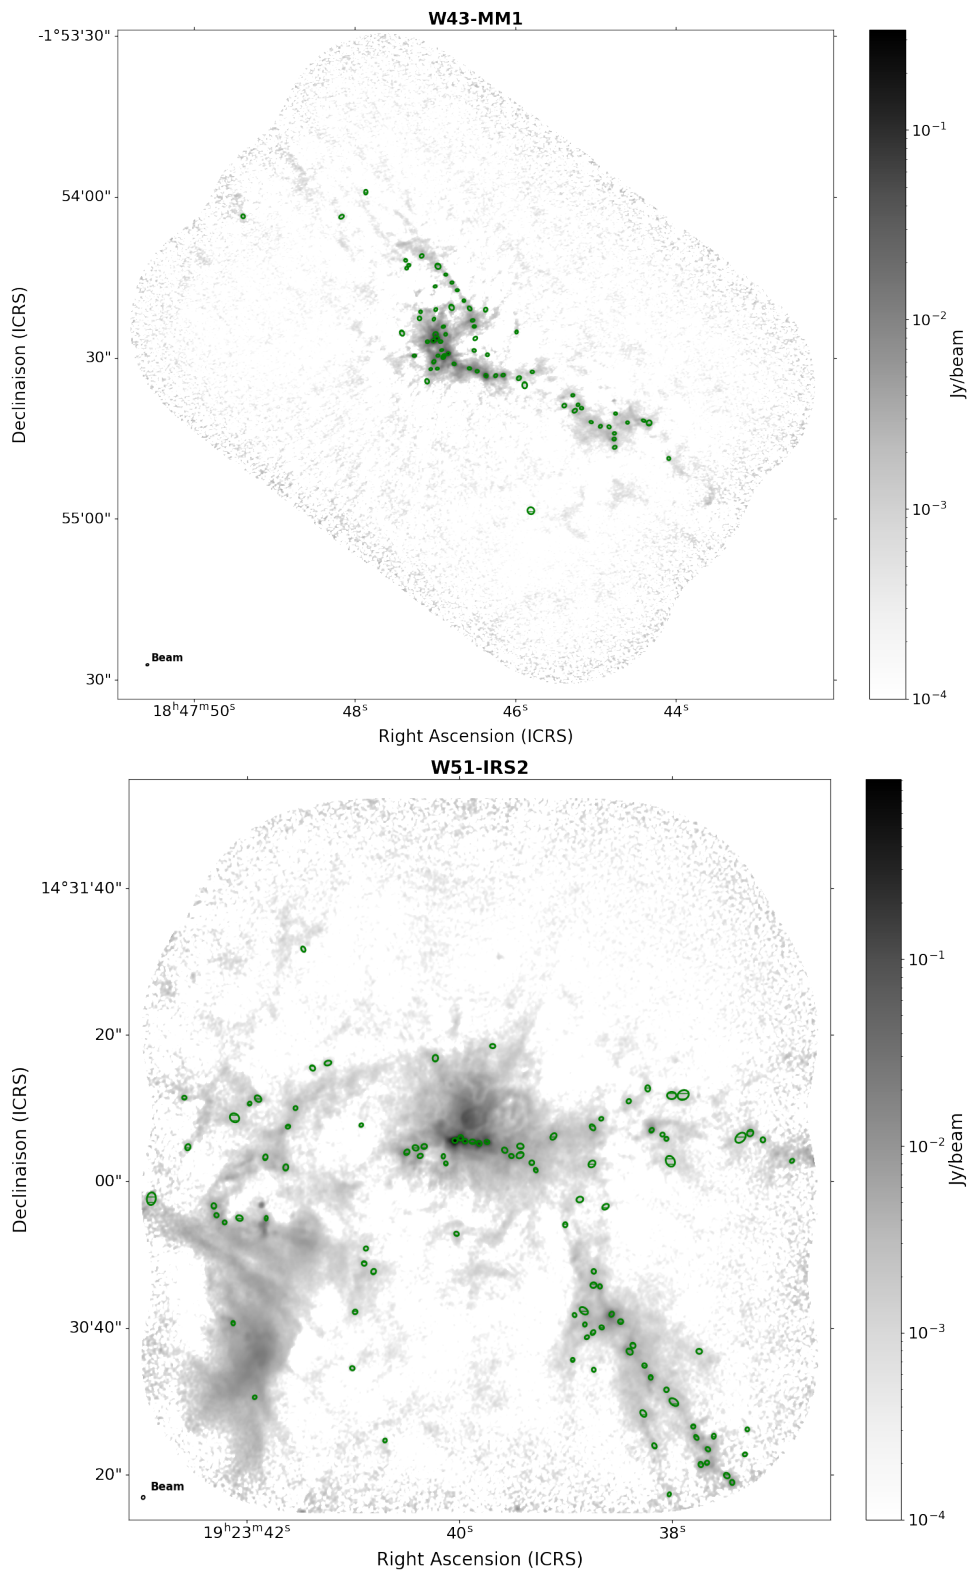 W43-MM1
-1°53'30"
54'00"
30"
55'00"
30"
Declinaison (ICRS)
Beam
18ʰ47ᵐ50ˢ
48ˢ
46ˢ
44ˢ
Right Ascension (ICRS)
10⁻¹
10⁻²
10⁻³
10⁻⁴
Jy/beam
W51-IRS2
14°31'40"
20"
00"
30'40"
20"
Declinaison (ICRS)
Beam
19ʰ23ᵐ42ˢ
40ˢ
38ˢ
Right Ascension (ICRS)
10⁻¹
10⁻²
10⁻³
10⁻⁴
Jy/beam